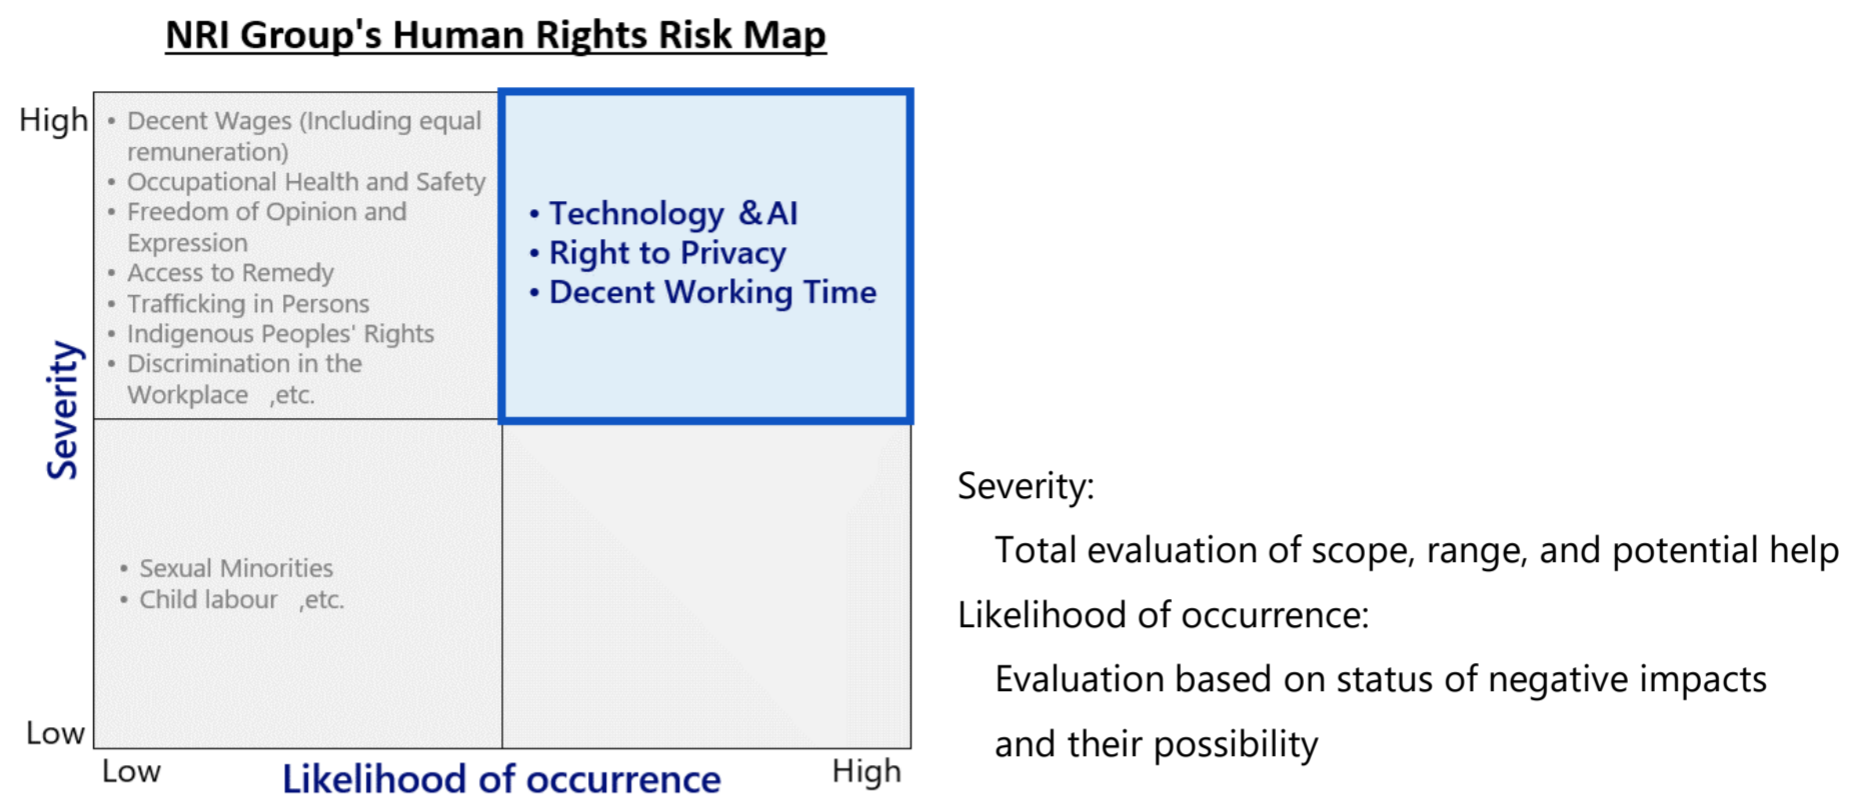 NRI Group's Human Rights Risk Map
High
• Decent Wages (Including equal
remuneration)
• Occupational Health and Safety
• Freedom of Opinion and
Expression
• Access to Remedy
• Trafficking in Persons
• Indigenous Peoples' Rights
• Discrimination in the
Workplace ,etc.
• Technology & AI
• Right to Privacy
• Decent Working Time
Severity
• Sexual Minorities
• Child labour ,etc.
Low
Low
Likelihood of occurrence
High
Severity:
Total evaluation of scope, range, and potential help
Likelihood of occurrence:
Evaluation based on status of negative impacts
and their possibility